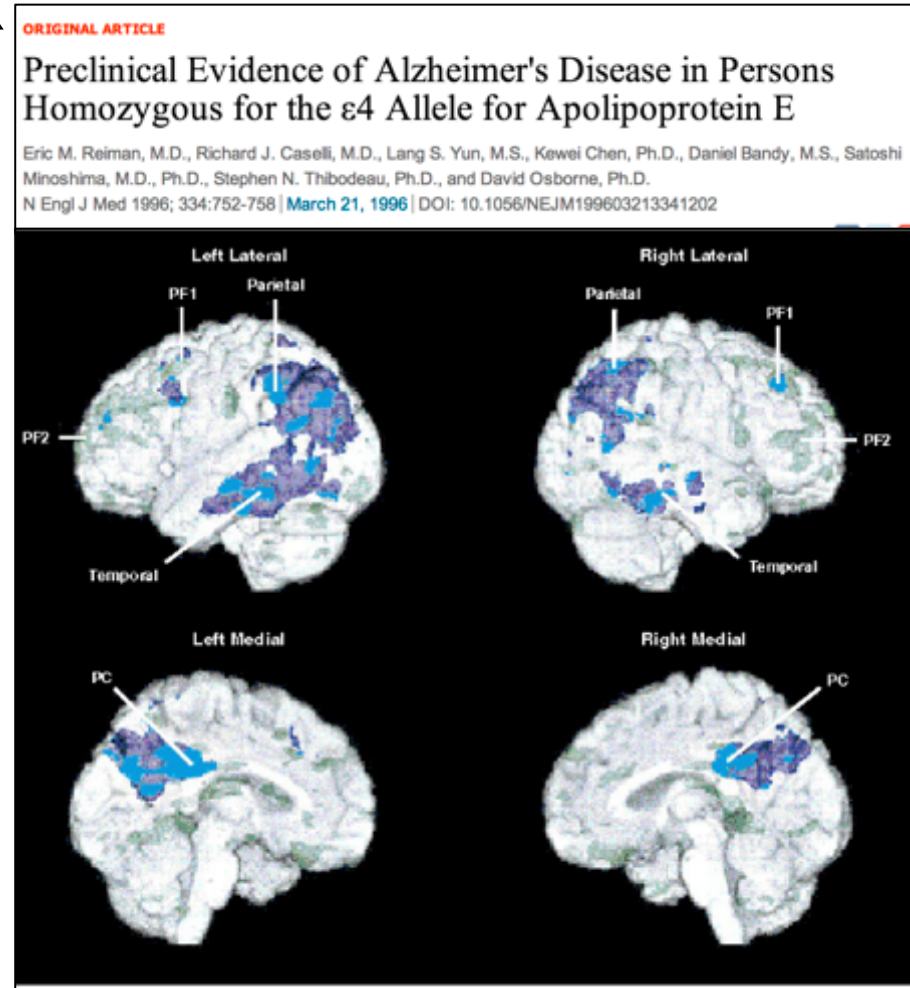 ORIGINAL ARTICLE
Preclinical Evidence of Alzheimer's Disease in Persons
Homozygous for the ε4 Allele for Apolipoprotein E
Eric M. Reiman, M.D., Richard J. Caselli, M.D., Lang S. Yun, M.S., Kewei Chen, Ph.D., Daniel Bandy, M.S., Satoshi
Minoshima, M.D., Ph.D., Stephen N. Thibodeau, Ph.D., and David Osborne, Ph.D.
N Engl J Med 1996; 334:752-758 | March 21, 1996 | DOI: 10.1056/NEJM199603213341202
Left Lateral
PF1
Parietal
PF2
Temporal
Right Lateral
Parietal
PF1
PF2
Temporal
Left Medial
PC
Right Medial
PC